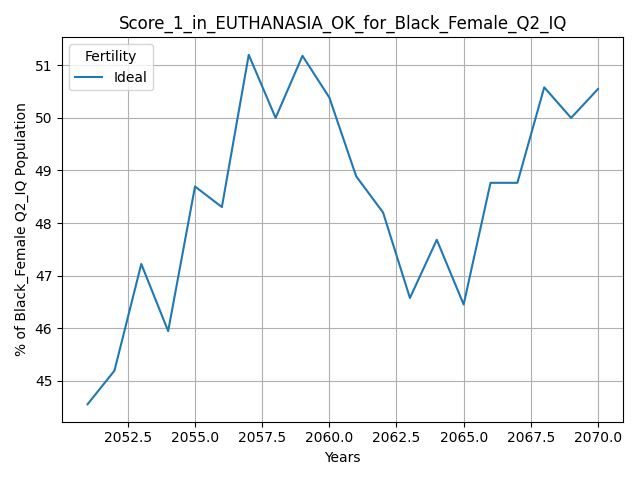 Score_1_in_EUTHANASIA_OK_for_Black_Female_Q2_IQ
Fertility
Ideal
% of Black_Female Q2_IQ Population
51
50
49
48
47
46
45
2052.5 2055.0 2057.5 2060.0 2062.5 2065.0 2067.5 2070.0
Years